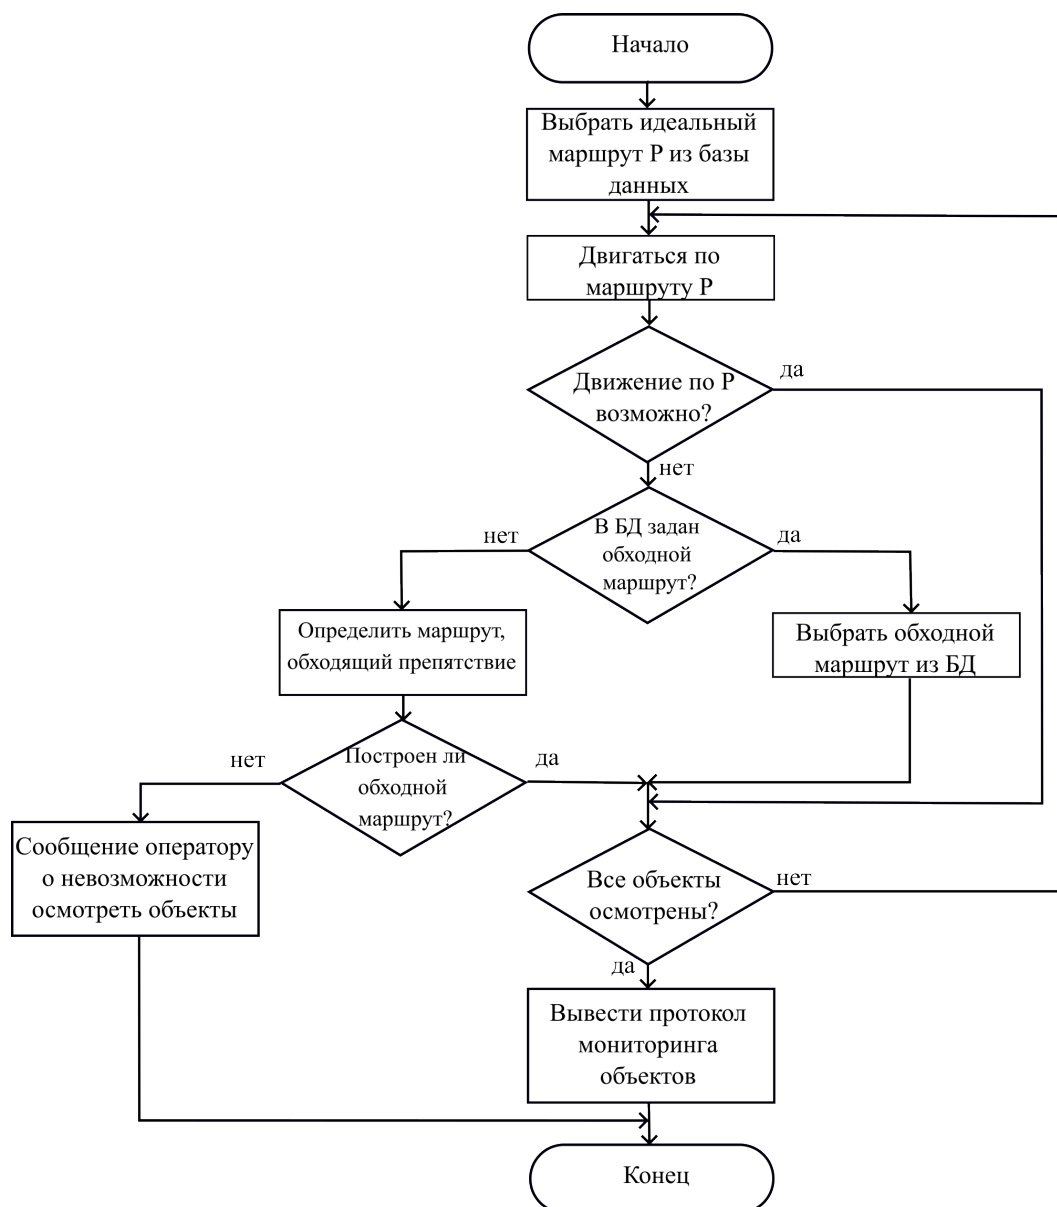 Начало
Выбрать идеальный
маршрут P из базы
данных
Двигаться по
маршруту P
да
Движение по P
возможно?
нет
В БД задан
обходной
маршрут?
нет
да
Определить маршрут,
обходящий препятствие
Выбрать обходной
маршрут из БД
нет
Построен ли
обходной
маршрут?
да
Сообщение оператору
о невозможности
осмотреть объекты
Все объекты
осмотрены?
нет
да
Вывести протокол
мониторинга
объектов
Конец